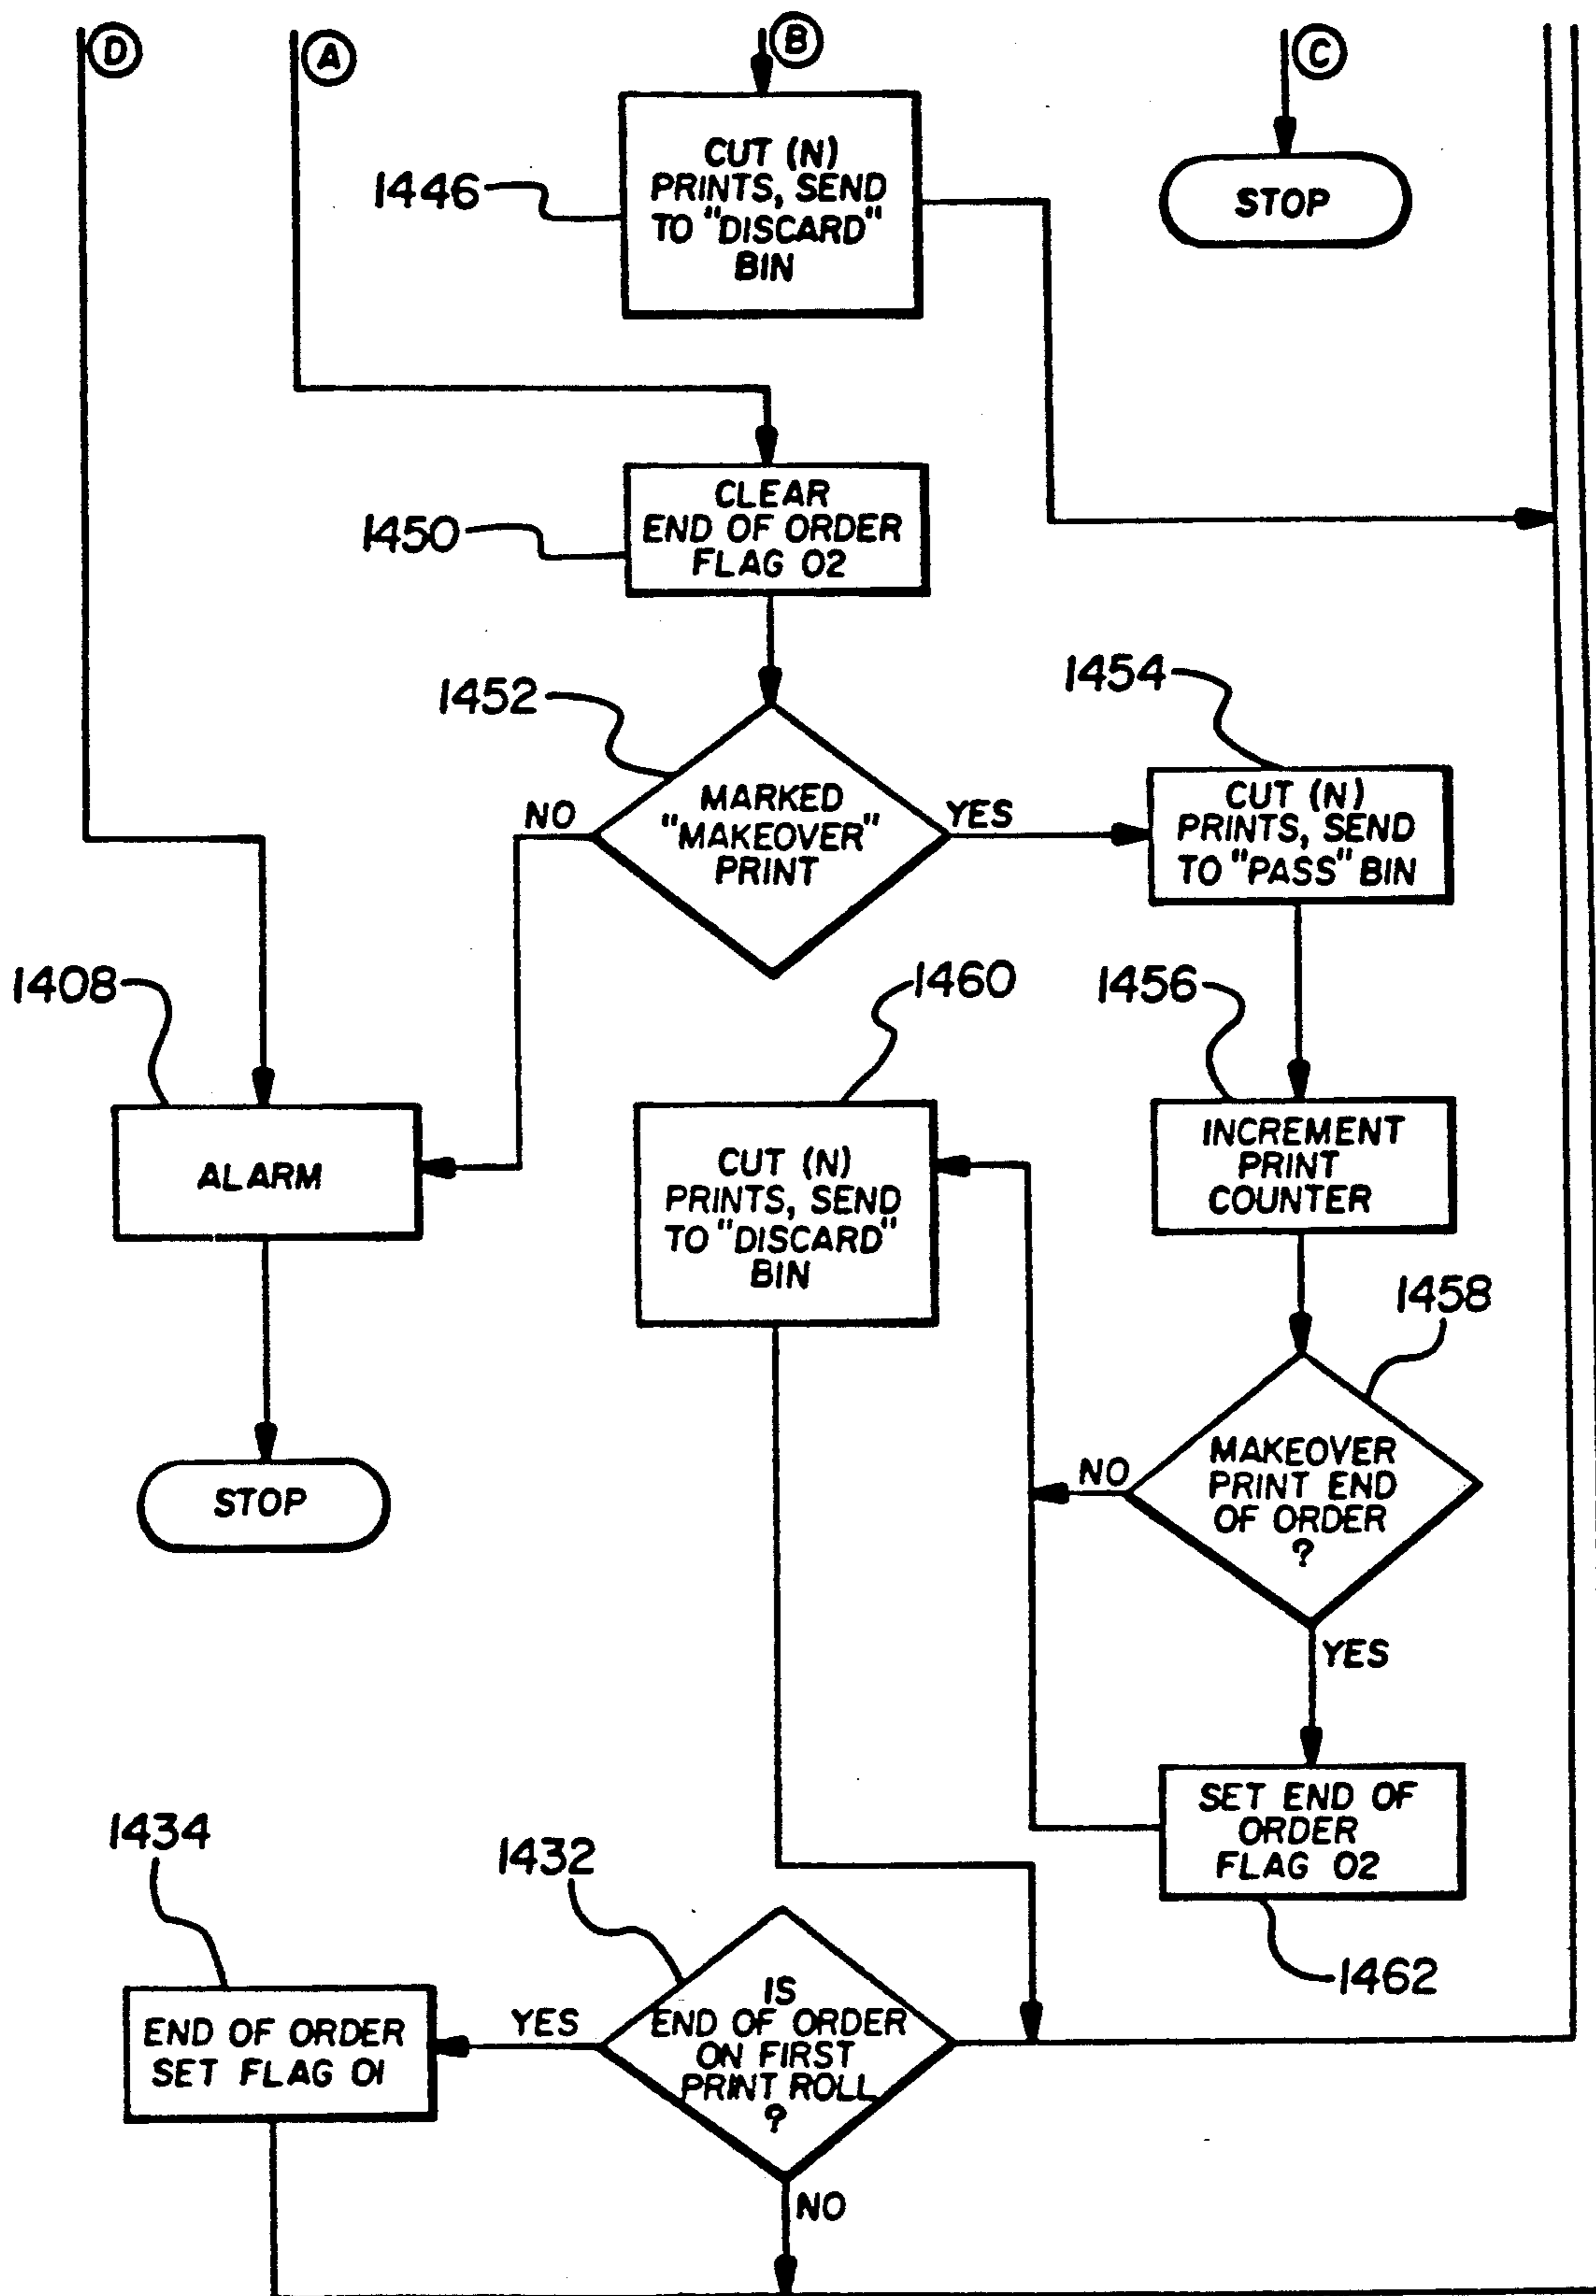 D
A
B
C
CUT (N)
PRINTS, SEND
TO "DISCARD"
BIN
1446
STOP
CLEAR
END OF ORDER
FLAG 02
1450
1452
MARKED
"MAKEOVER"
PRINT
NO
YES
1454
CUT (N)
PRINTS, SEND
TO "PASS" BIN
1408
ALARM
STOP
1460
CUT (N)
PRINTS, SEND
TO "DISCARD"
BIN
1456
INCREMENT
PRINT
COUNTER
1458
MAKEOVER
PRINT END
OF ORDER
?
NO
YES
SET END OF
ORDER
FLAG 02
1462
1434
END OF ORDER
SET FLAG 01
1432
IS
END OF ORDER
ON FIRST
PRINT ROLL
?
YES
NO